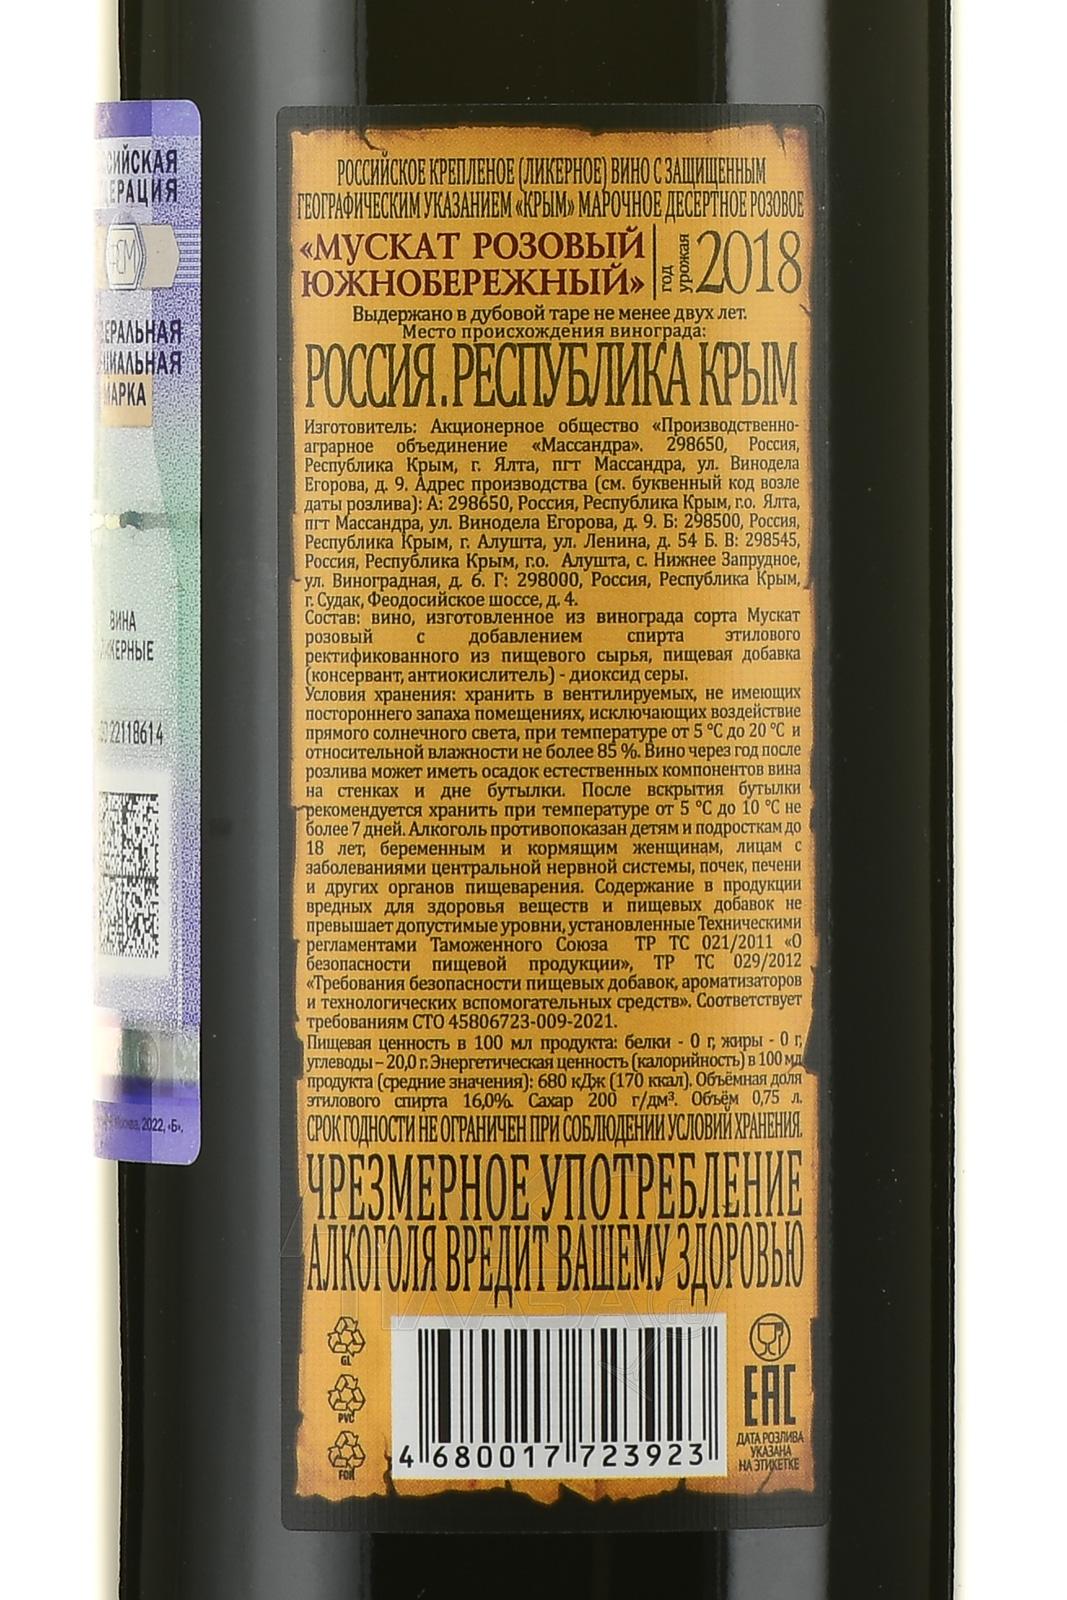 РОССИЙСКОЕ КРЕПЛЕНОЕ (ЛИКЕРНОЕ) ВИНО С ЗАЩИЩЕННЫМ
ГЕОГРАФИЧЕСКИМ УКАЗАНИЕМ «КРЫМ» МАРОЧНОЕ ДЕСЕРТНОЕ РОЗОВОЕ
«МУСКАТ РОЗОВЫЙ
ЮЖНОБЕРЕЖНЫЙ»
год урожая 2018
Выдержано в дубовой таре не менее двух лет.
Место происхождения винограда:
РОССИЯ. РЕСПУБЛИКА КРЫМ
Изготовитель: Акционерное общество «Производственно-
аграрное объединение «Массандра». 298650, Россия,
Республика Крым, г. Ялта, пгт Массандра, ул. Винодела
Егорова, д. 9. Адрес производства (см. буквенный код возле
даты розлива): А: 298650, Россия, Республика Крым, г.о. Ялта,
пгт Массандра, ул. Винодела Егорова, д. 9. Б: 298500, Россия,
Республика Крым, г. Алушта, ул. Ленина, д. 54 Б. В: 298545,
Россия, Республика Крым, г.о. Алушта, с. Нижнее Запрудное,
ул. Виноградная, д. 6. Г: 298000, Россия, Республика Крым,
г. Судак, Феодосийское шоссе, д. 4.
Состав: вино, изготовленное из винограда сорта Мускат
розовый с добавлением спирта этилового
ректификованного из пищевого сырья, пищевая добавка
(консервант, антиокислитель) - диоксид серы.
Условия хранения: хранить в вентилируемых, не имеющих
постороннего запаха помещениях, исключающих воздействие
прямого солнечного света, при температуре от 5 °С до 20 °С и
относительной влажности не более 85 %. Вино через год после
розлива может иметь осадок естественных компонентов вина
на стенках и дне бутылки. После вскрытия бутылки
рекомендуется хранить при температуре от 5 °С до 10 °С не
более 7 дней. Алкоголь противопоказан детям и подросткам до
18 лет, беременным и кормящим женщинам, лицам с
заболеваниями центральной нервной системы, почек, печени
и других органов пищеварения. Содержание в продукции
вредных для здоровья веществ и пищевых добавок не
превышает допустимые уровни, установленные Техническими
регламентами Таможенного Союза ТР ТС 021/2011 «О
безопасности пищевой продукции», ТР ТС 029/2012
«Требования безопасности пищевых добавок, ароматизаторов
и технологических вспомогательных средств». Соответствует
требованиям СТО 45806723-009-2021.
Пищевая ценность в 100 мл продукта: белки - 0 г, жиры - 0 г,
углеводы – 20,0 г. Энергетическая ценность (калорийность) в 100 мл
продукта (средние значения): 680 кДж (170 ккал). Объёмная доля
этилового спирта 16,0%. Сахар 200 г/дм³. Объём 0,75 л.
СРОК ГОДНОСТИ НЕ ОГРАНИЧЕН ПРИ СОБЛЮДЕНИИ УСЛОВИЙ ХРАНЕНИЯ.
ЧРЕЗМЕРНОЕ УПОТРЕБЛЕНИЕ
АЛКОГОЛЯ ВРЕДИТ ВАШЕМУ ЗДОРОВЬЮ
GL
PVC
FOR
4 680017 723923
EAC
ДАТА РОЗЛИВА
УКАЗАНА
НА ЭТИКЕТКЕ
ВИНА
22118614
Москва, 2022, «Б»,